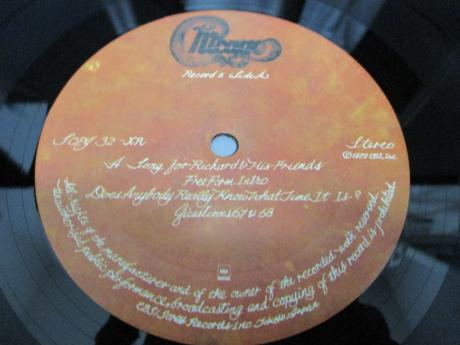 Chicago
Record 2 Side A
SOPJ 32-XR
Stereo
℗1972 CBS, Inc.
A Song for Richard & His Friends
Free Form Intro
Does Anybody Really Know What Time It Is?
Questions 67 & 68
All rights of the manufacturer and of the owner of the recorded work reserved.
Unauthorized public performance, broadcasting and copying of this record is prohibited.
CBS/Sony Records Inc. Tokyo, Japan